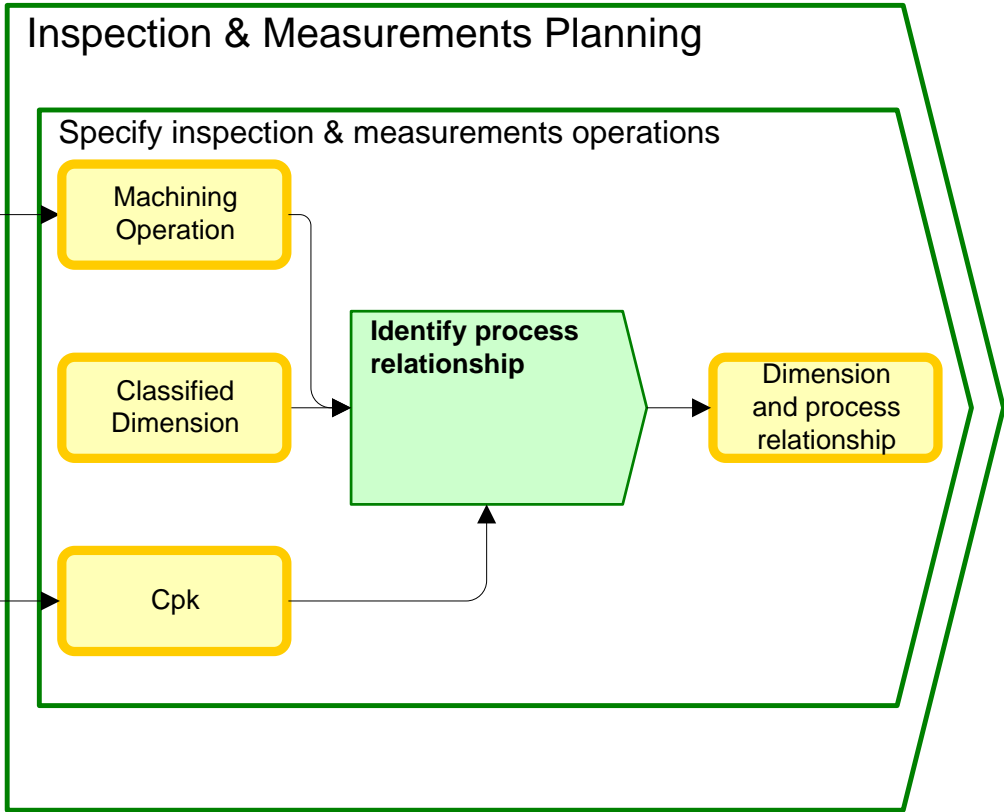 Inspection & Measurements Planning
Specify inspection & measurements operations
Machining
Operation
Identify process
relationship
Classified
Dimension
Dimension
and process
relationship
Cpk